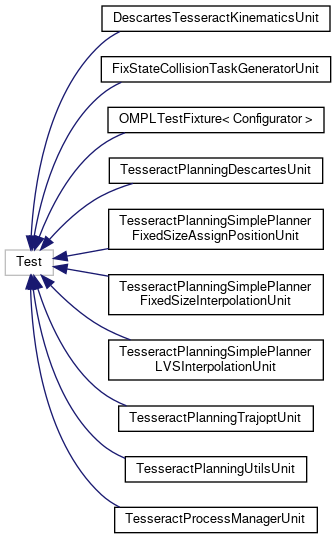 DescartesTesseractKinematicsUnit
FixStateCollisionTaskGeneratorUnit
OMPLTestFixture< Configurator >
TesseractPlanningDescartesUnit
TesseractPlanningSimplePlanner
FixedSizeAssignPositionUnit
Test
TesseractPlanningSimplePlanner
FixedSizeInterpolationUnit
TesseractPlanningSimplePlanner
LVSInterpolationUnit
TesseractPlanningTrajoptUnit
TesseractPlanningUtilsUnit
TesseractProcessManagerUnit